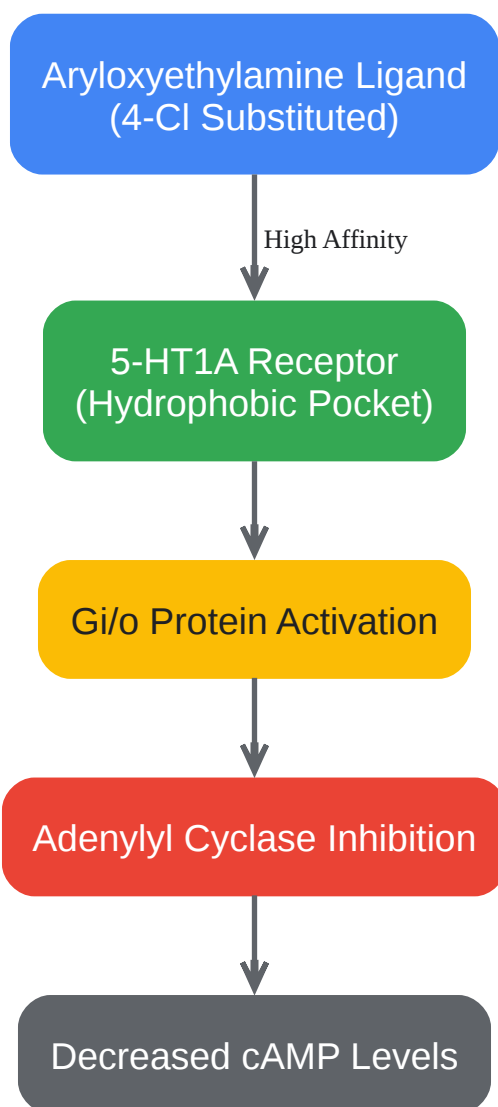 Aryloxyethylamine Ligand
(4-Cl Substituted)
High Affinity
5-HT1A Receptor
(Hydrophobic Pocket)
Gi/o Protein Activation
Adenylyl Cyclase Inhibition
Decreased cAMP Levels